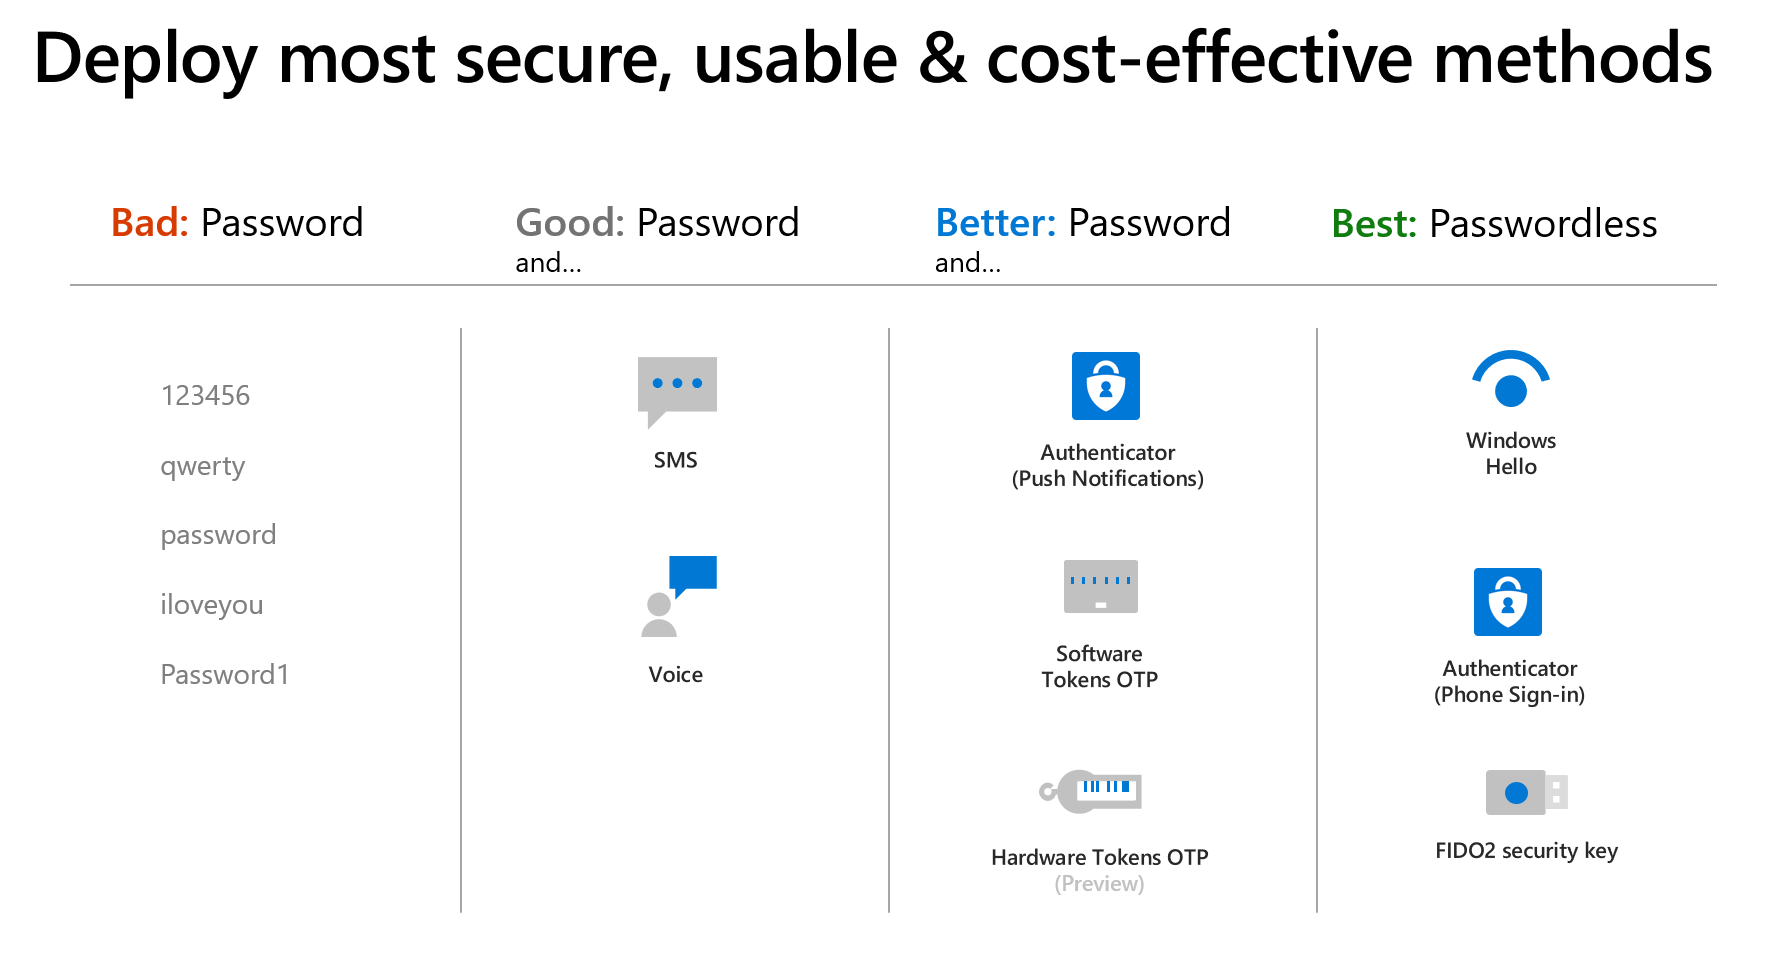 Deploy most secure, usable & cost-effective methods
Bad: Password
Good: Password
and...
Better: Password
and...
Best: Passwordless
123456
qwerty
password
iloveyou
Password1
SMS
Voice
Authenticator
(Push Notifications)
Software
Tokens OTP
Hardware Tokens OTP
(Preview)
Windows
Hello
Authenticator
(Phone Sign-in)
FIDO2 security key